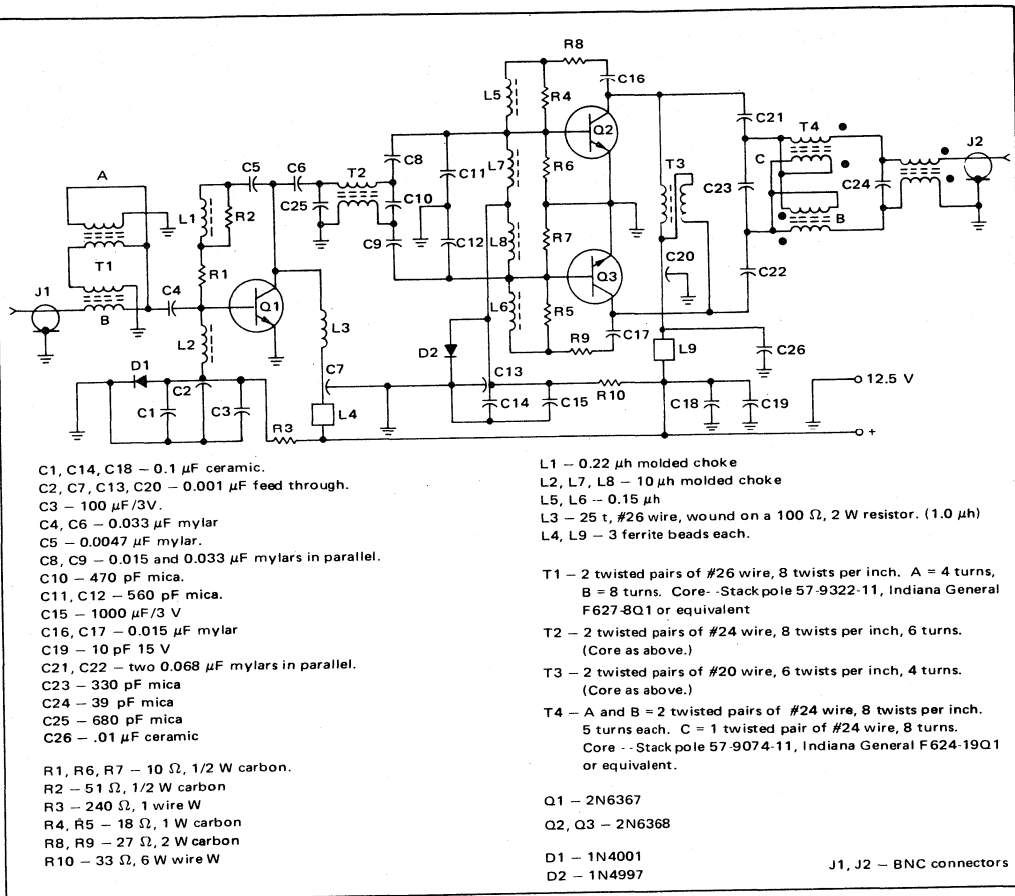 R8
C16
L5
R4
Q2
C21
T4
J2
C5
C6
T2
C8
L7
R6
T3
C
A
C11
C23
C24
C25
C10
L1
R2
C9
C12
L8
R7
B
T1
R1
Q3
C20
C22
J1
C4
Q1
B
L6
R5
L3
R9
C17
L2
D2
L9
D1
C26
C7
C2
C13
12.5 V
C1
C3
L4
C14
C15
R10
C18
C19
R3
+
C1, C14, C18 – 0.1 μF ceramic.
C2, C7, C13, C20 – 0.001 μF feed through.
C3 – 100 μF/3V.
C4, C6 – 0.033 μF mylar
C5 – 0.0047 μF mylar.
C8, C9 – 0.015 and 0.033 μF mylars in parallel.
C10 – 470 pF mica.
C11, C12 – 560 pF mica.
C15 – 1000 μF/3 V
C16, C17 – 0.015 μF mylar
C19 – 10 pF 15 V
C21, C22 – two 0.068 μF mylars in parallel.
C23 – 330 pF mica
C24 – 39 pF mica
C25 – 680 pF mica
C26 – .01 μF ceramic
R1, R6, R7 – 10 Ω, 1/2 W carbon.
R2 – 51 Ω, 1/2 W carbon
R3 – 240 Ω, 1 wire W
R4, R5 – 18 Ω, 1 W carbon
R8, R9 – 27 Ω, 2 W carbon
R10 – 33 Ω, 6 W wire W
L1 – 0.22 μh molded choke
L2, L7, L8 – 10 μh molded choke
L5, L6 -- 0.15 μh
L3 – 25 t, #26 wire, wound on a 100 Ω, 2 W resistor. (1.0 μh)
L4, L9 – 3 ferrite beads each.
T1 – 2 twisted pairs of #26 wire, 8 twists per inch. A = 4 turns,
B = 8 turns. Core- -Stackpole 57-9322-11, Indiana General
F627-8Q1 or equivalent
T2 – 2 twisted pairs of #24 wire, 8 twists per inch, 6 turns.
(Core as above.)
T3 – 2 twisted pairs of #20 wire, 6 twists per inch, 4 turns.
(Core as above.)
T4 – A and B = 2 twisted pairs of #24 wire, 8 twists per inch.
5 turns each. C = 1 twisted pair of #24 wire, 8 turns.
Core - - Stackpole 57-9074-11, Indiana General F624-19Q1
or equivalent.
Q1 – 2N6367
Q2, Q3 – 2N6368
D1 – 1N4001
D2 – 1N4997
J1, J2 – BNC connectors